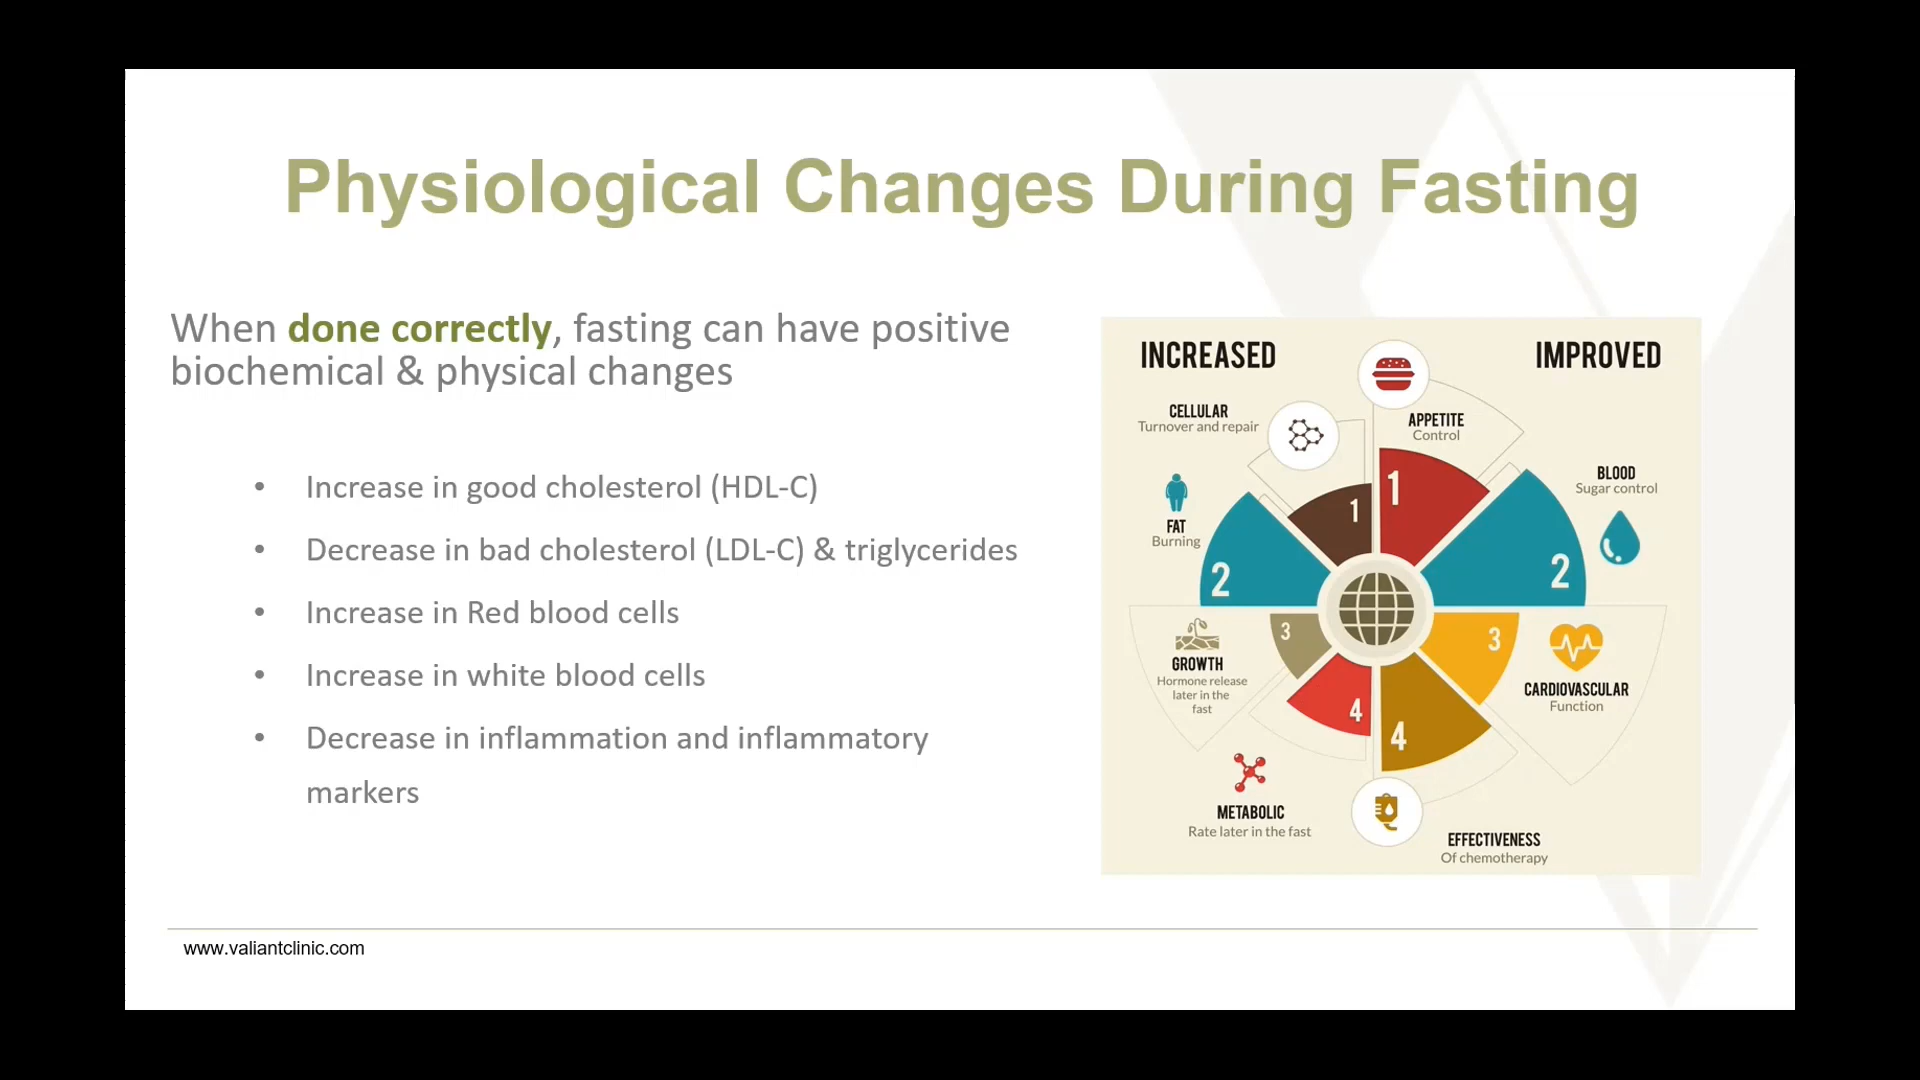 Physiological Changes During Fasting
When done correctly, fasting can have positive
biochemical & physical changes
• Increase in good cholesterol (HDL-C)
• Decrease in bad cholesterol (LDL-C) & triglycerides
• Increase in Red blood cells
• Increase in white blood cells
• Decrease in inflammation and inflammatory
markers
INCREASED
CELLULAR
Turnover and repair
1
FAT
Burning
2
GROWTH
Hormone release
later in the
fast
3
METABOLIC
Rate later in the fast
4
IMPROVED
APPETITE
Control
1
BLOOD
Sugar control
2
CARDIOVASCULAR
Function
3
EFFECTIVENESS
Of chemotherapy
4
www.valiantclinic.com